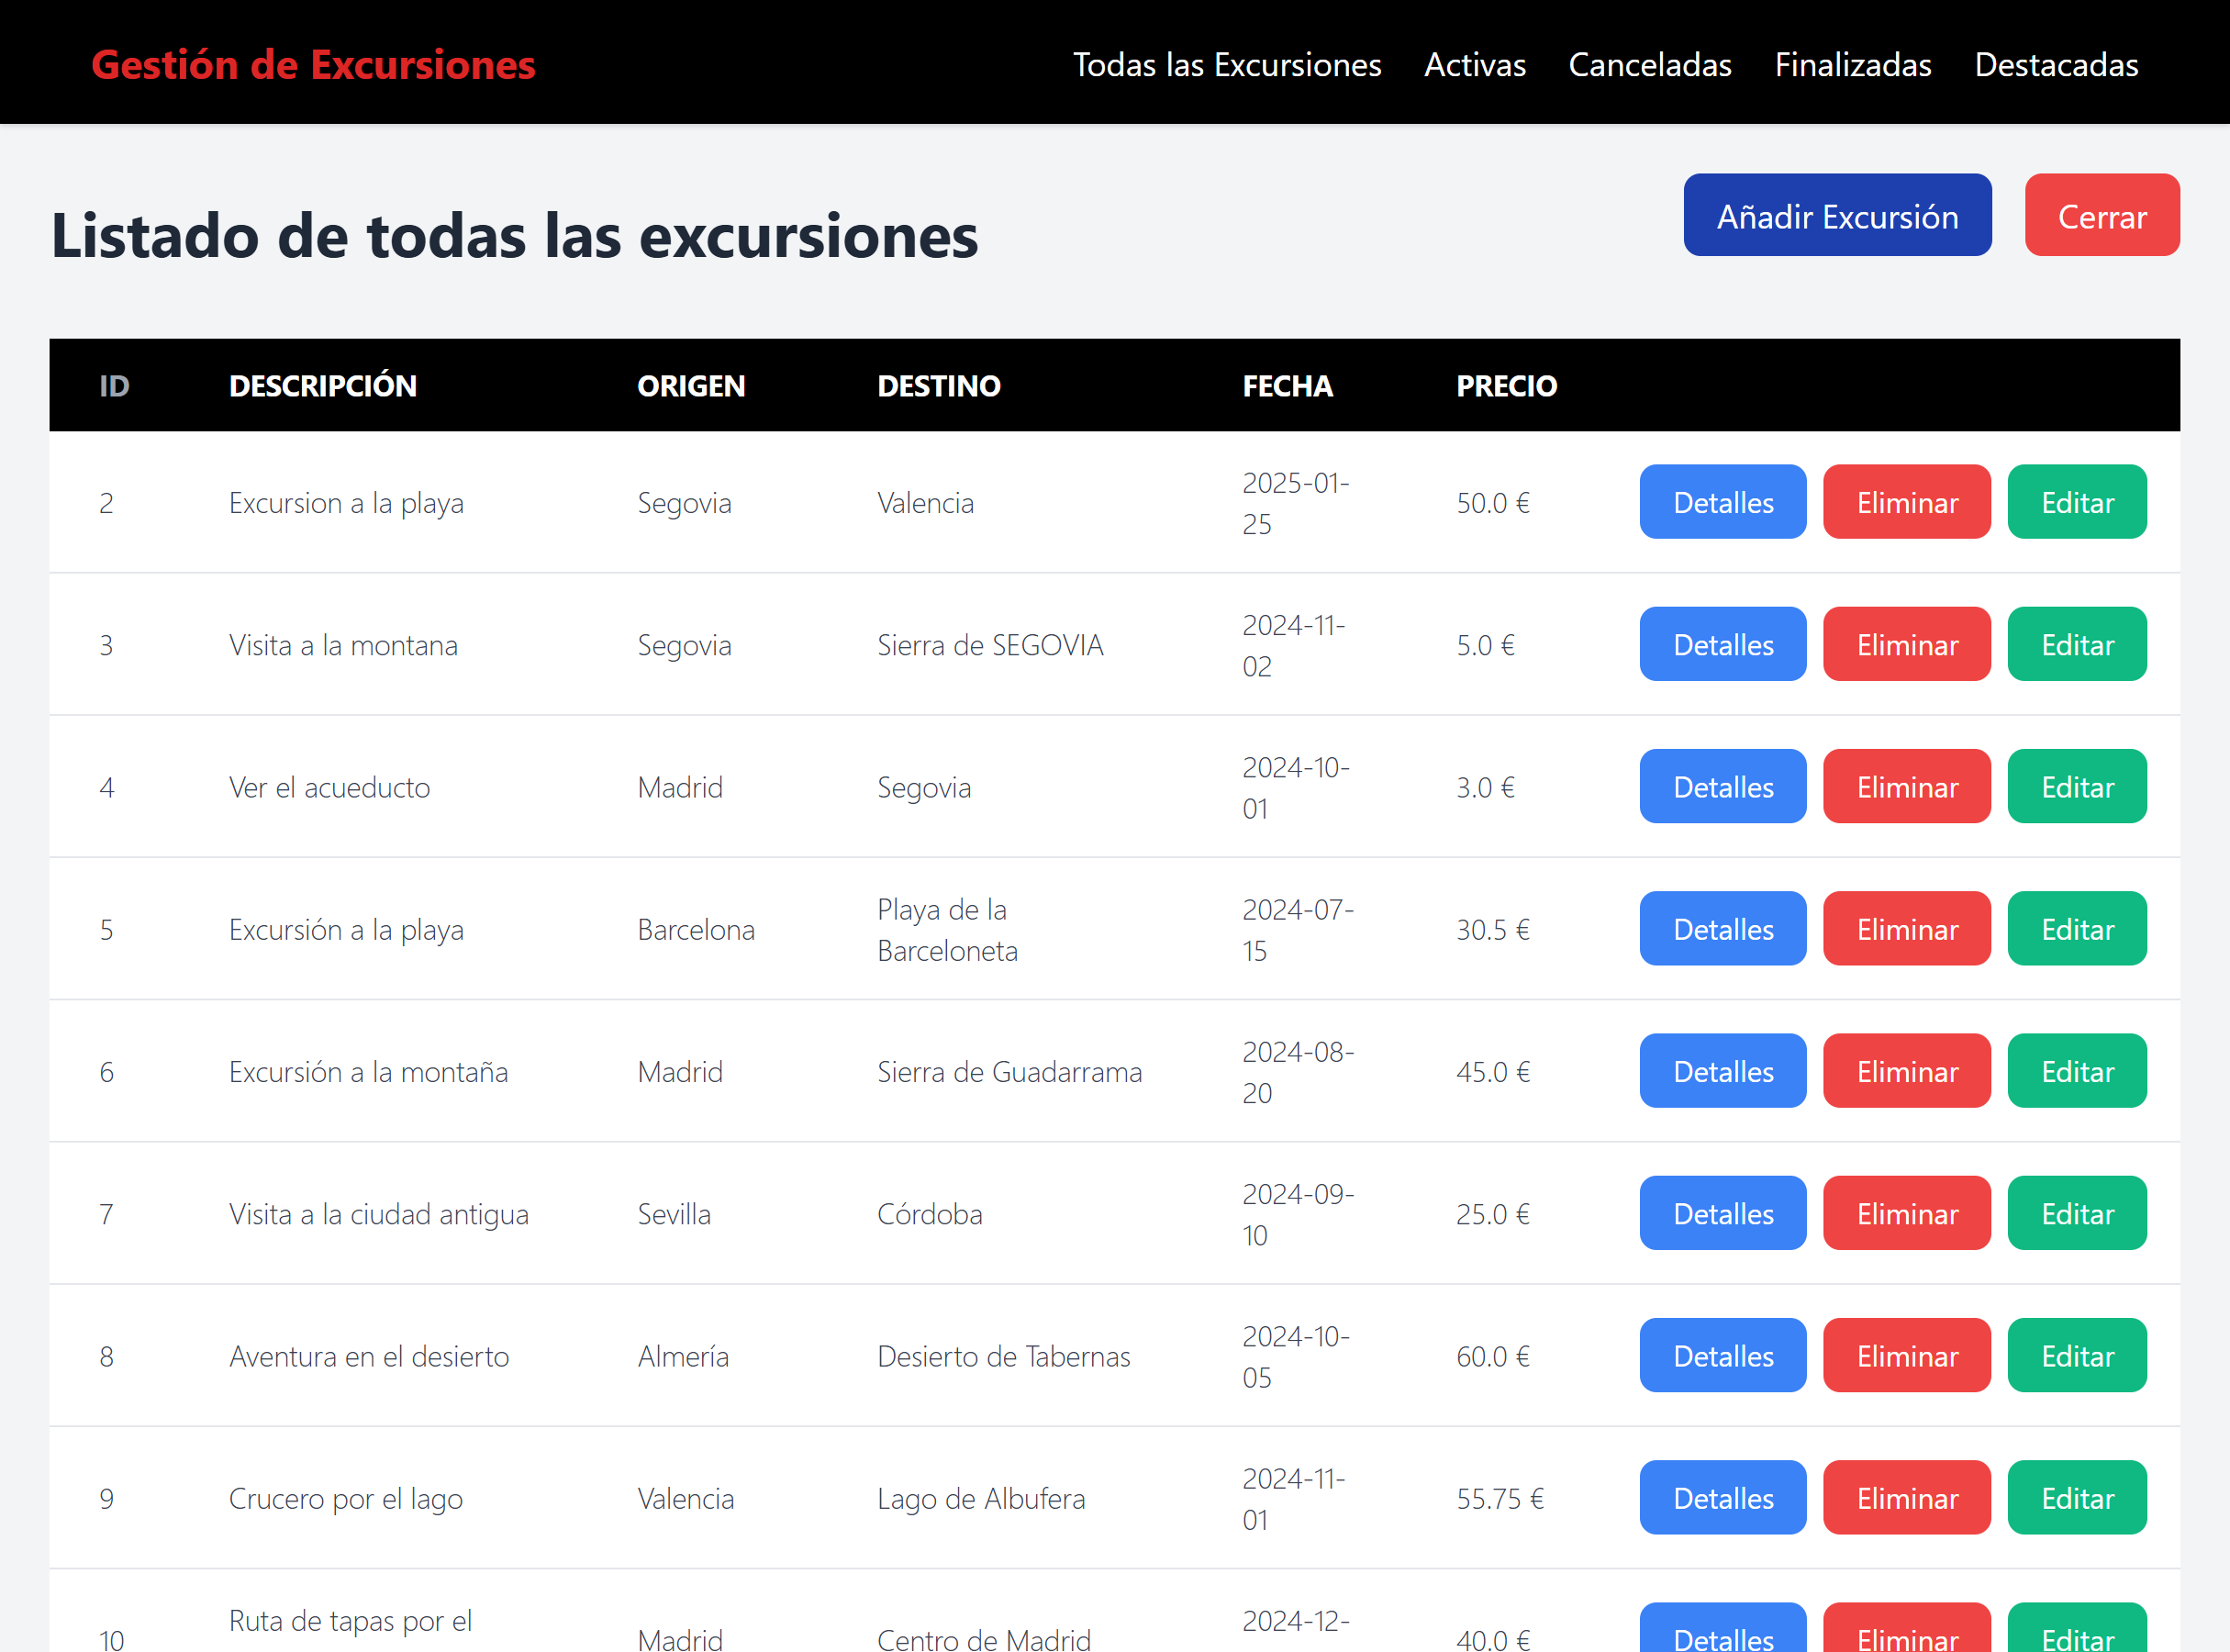 Gestión de Excursiones
Todas las Excursiones Activas Canceladas Finalizadas Destacadas
Listado de todas las excursiones
Añadir Excursión Cerrar
ID DESCRIPCIÓN ORIGEN DESTINO FECHA PRECIO
2 Excursion a la playa Segovia Valencia 2025-01-
25 50.0 € Detalles Eliminar Editar
3 Visita a la montana Segovia Sierra de SEGOVIA 2024-11-
02 5.0 € Detalles Eliminar Editar
4 Ver el acueducto Madrid Segovia 2024-10-
01 3.0 € Detalles Eliminar Editar
5 Excursión a la playa Barcelona Playa de la
Barceloneta 2024-07-
15 30.5 € Detalles Eliminar Editar
6 Excursión a la montaña Madrid Sierra de Guadarrama 2024-08-
20 45.0 € Detalles Eliminar Editar
7 Visita a la ciudad antigua Sevilla Córdoba 2024-09-
10 25.0 € Detalles Eliminar Editar
8 Aventura en el desierto Almería Desierto de Tabernas 2024-10-
05 60.0 € Detalles Eliminar Editar
9 Crucero por el lago Valencia Lago de Albufera 2024-11-
01 55.75 € Detalles Eliminar Editar
10 Ruta de tapas por el
Madrid Centro de Madrid 2024-12-
40.0 € Detalles Eliminar Editar